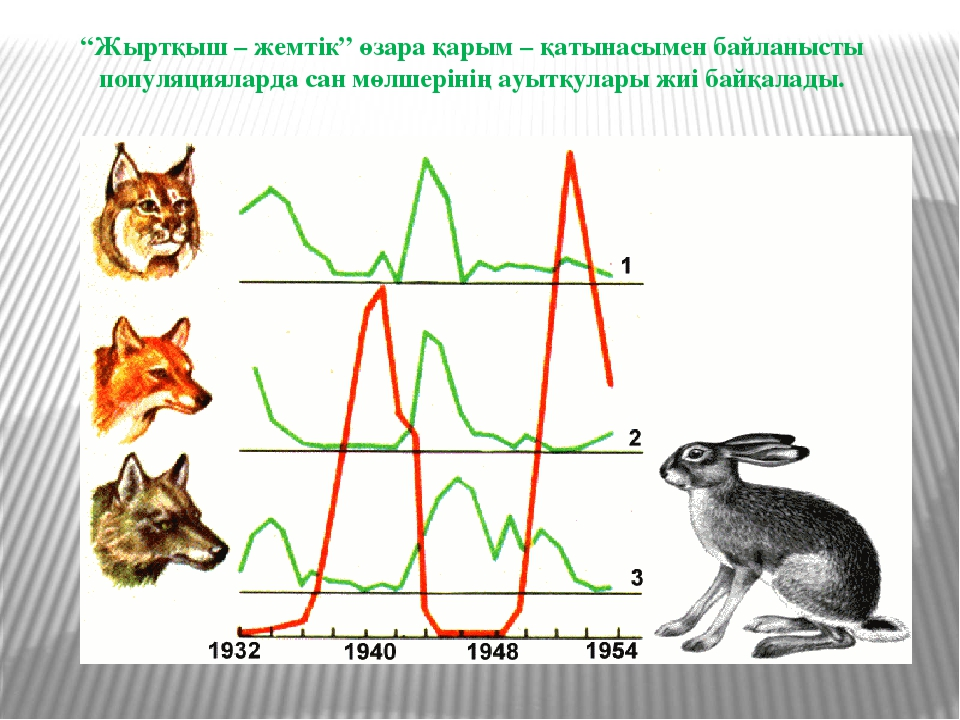 “Жыртқыш – жемтік” өзара қарым – қатынасымен байланысты
популяцияларда сан мөлшерінің ауытқулары жиі байқалады.
1
2
3
1932 1940 1948 1954